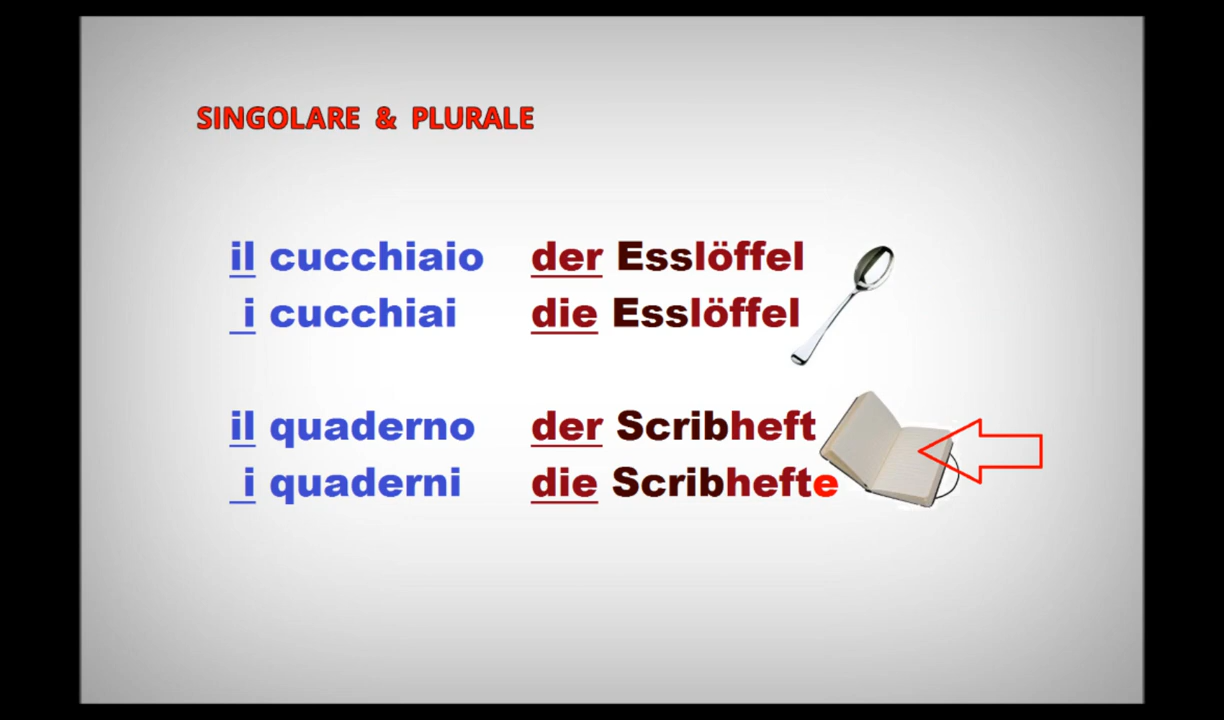 SINGOLARE & PLURALE
il cucchiaio der Esslöffel
i cucchiai die Esslöffel
il quaderno der Scribheft
i quaderni die Scribhefte